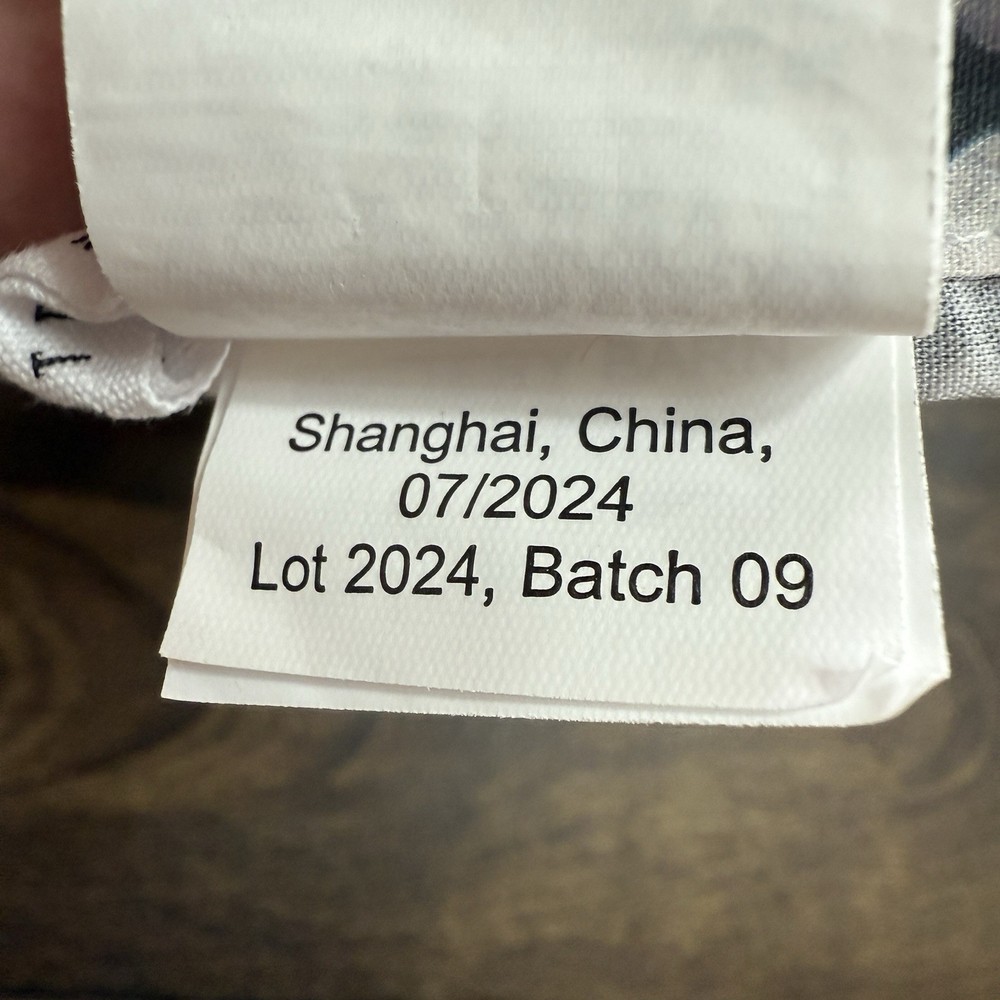 Shanghai, China,
07/2024
Lot 2024, Batch 09